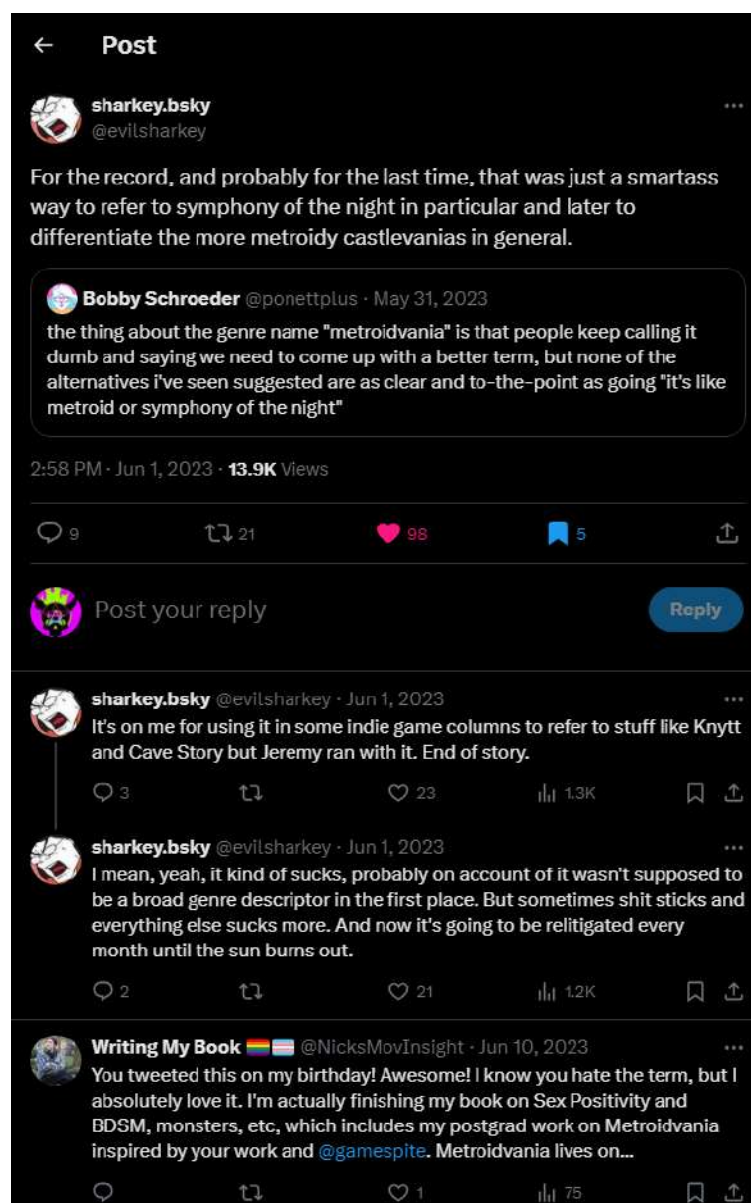 ← Post
sharkey.bsky
@evilsharkey
For the record, and probably for the last time, that was just a smartass
way to refer to symphony of the night in particular and later to
differentiate the more metroidy castlevanias in general.
Bobby Schroeder @ponettplus · May 31, 2023
the thing about the genre name "metroidvania" is that people keep calling it
dumb and saying we need to come up with a better term, but none of the
alternatives i've seen suggested are as clear and to-the-point as going "it's like
metroid or symphony of the night"
2:58 PM · Jun 1, 2023 · 13.9K Views
9 21 98 5
Post your reply Reply
sharkey.bsky @evilsharkey · Jun 1, 2023
It's on me for using it in some indie game columns to refer to stuff like Knytt
and Cave Story but Jeremy ran with it. End of story.
3 23 1.3K
sharkey.bsky @evilsharkey · Jun 1, 2023
I mean, yeah, it kind of sucks, probably on account of it wasn't supposed to
be a broad genre descriptor in the first place. But sometimes shit sticks and
everything else sucks more. And now it's going to be relitigated every
month until the sun burns out.
2 21 1.2K
Writing My Book 🏳️‍🌈🏳️‍⚧️ @NicksMovInsight · Jun 10, 2023
You tweeted this on my birthday! Awesome! I know you hate the term, but I
absolutely love it. I'm actually finishing my book on Sex Positivity and
BDSM, monsters, etc, which includes my postgrad work on Metroidvania
inspired by your work and @gamespite. Metroidvania lives on...
1 75